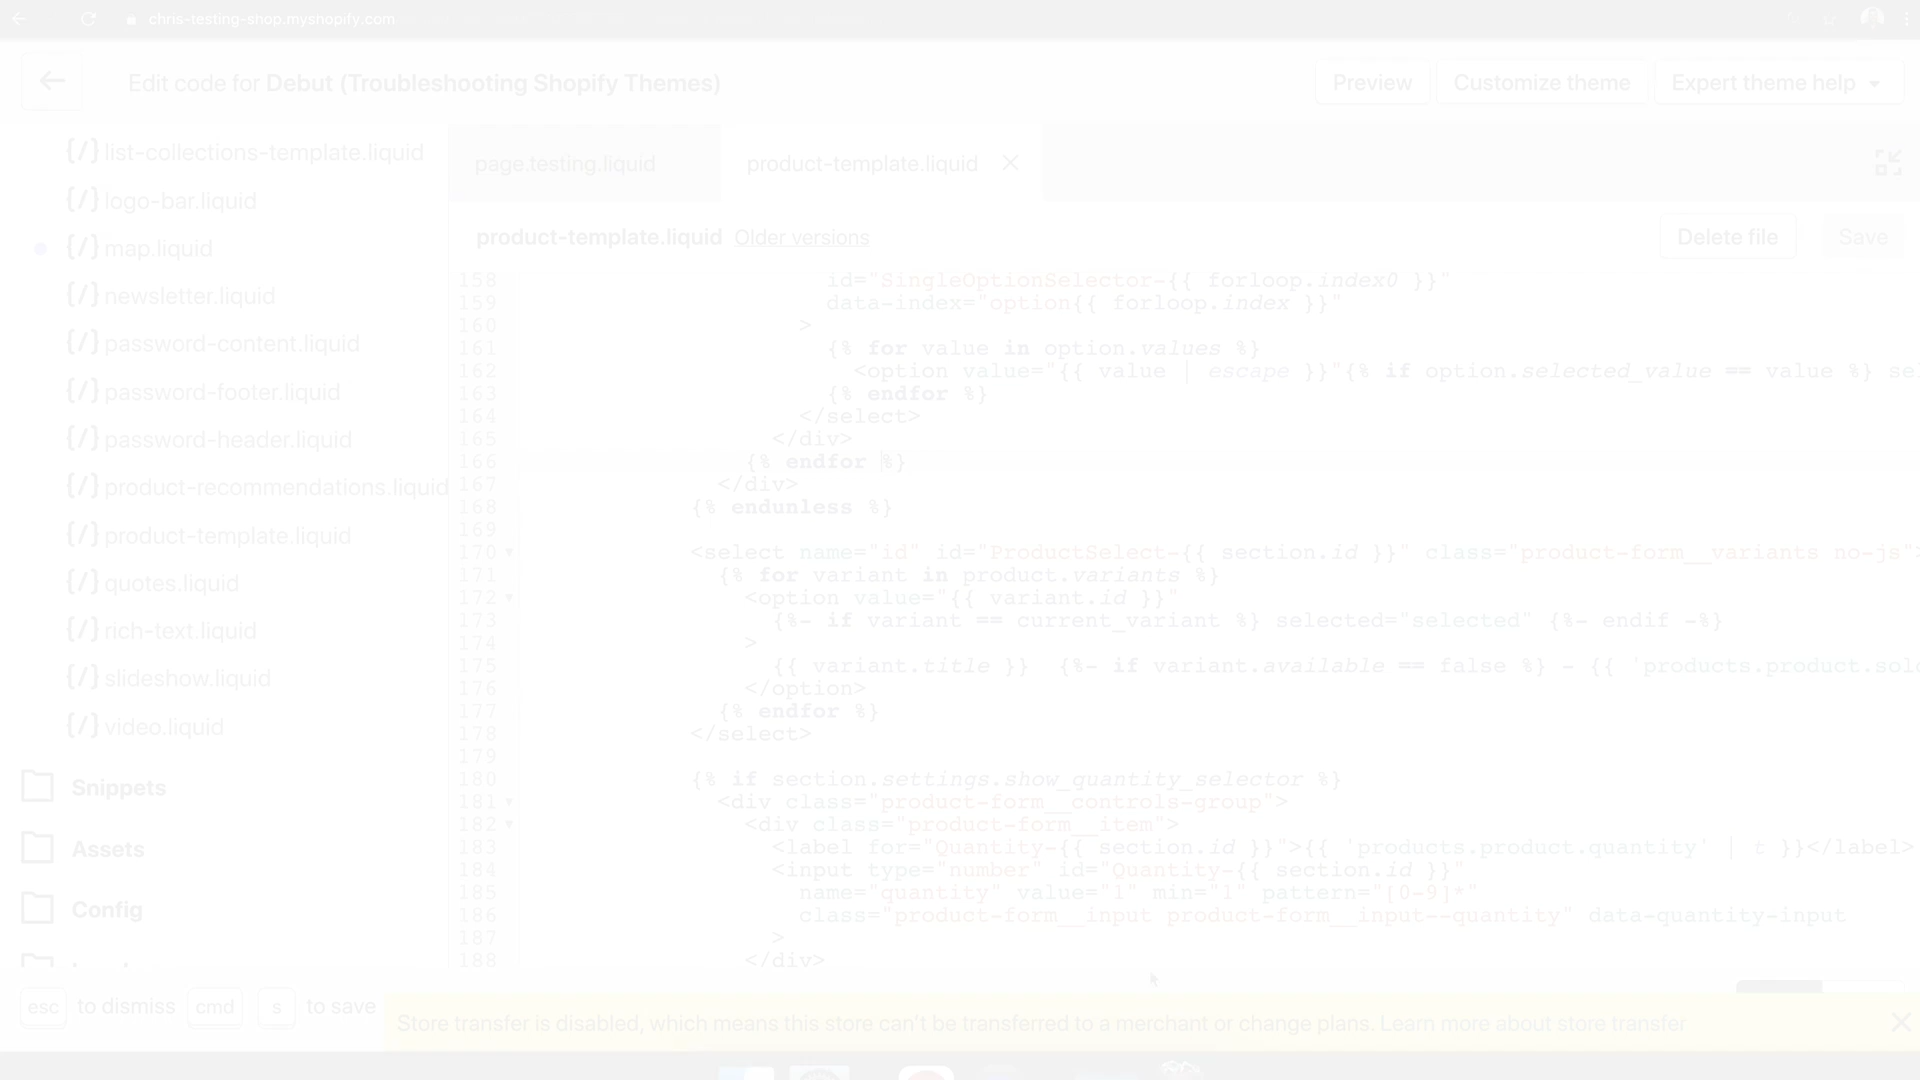 chris-testing-shop.myshopify.com
Edit code for Debut (Troubleshooting Shopify Themes)
Preview
Customize theme
Expert theme help
{/} list-collections-template.liquid
{/} logo-bar.liquid
{/} map.liquid
{/} newsletter.liquid
{/} password-content.liquid
{/} password-footer.liquid
{/} password-header.liquid
{/} product-recommendations.liquid
{/} product-template.liquid
{/} quotes.liquid
{/} rich-text.liquid
{/} slideshow.liquid
{/} video.liquid
Snippets
Assets
Config
page.testing.liquid
product-template.liquid
product-template.liquid Older versions
Delete file
Save
158 id="SingleOptionSelector-{{ forloop.index0 }}"
159 data-index="option{{ forloop.index }}"
160 >
161 {% for value in option.values %}
162 <option value="{{ value | escape }}"{% if option.selected_value == value %} se
163 {% endfor %}
164 </select>
165 </div>
166 {% endfor %}
167 </div>
168 {% endunless %}
169
170 <select name="id" id="ProductSelect-{{ section.id }}" class="product-form__variants no-js">
171 {% for variant in product.variants %}
172 <option value="{{ variant.id }}"
173 {%- if variant == current_variant %} selected="selected" {%- endif -%}
174 >
175 {{ variant.title }} {%- if variant.available == false %} - {{ 'products.product.sol
176 </option>
177 {% endfor %}
178 </select>
179
180 {% if section.settings.show_quantity_selector %}
181 <div class="product-form__controls-group">
182 <div class="product-form__item">
183 <label for="Quantity-{{ section.id }}">{{ 'products.product.quantity' | t }}</label>
184 <input type="number" id="Quantity-{{ section.id }}"
185 name="quantity" value="1" min="1" pattern="[0-9]*"
186 class="product-form__input product-form__input--quantity" data-quantity-input
187 >
188 </div>
esc to dismiss cmd s to save
Store transfer is disabled, which means this store can't be transferred to a merchant or change plans. Learn more about store transfer